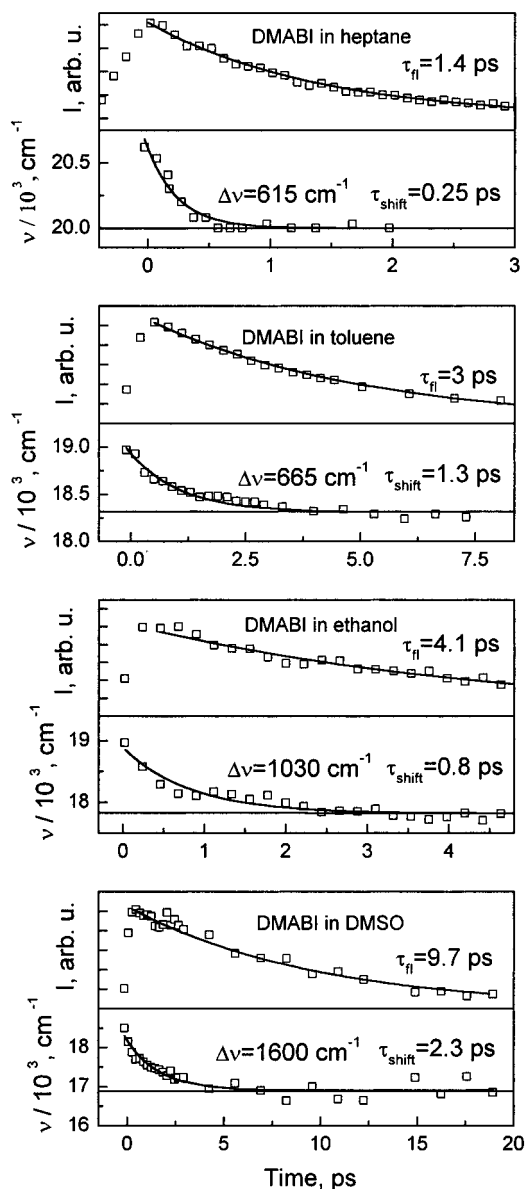 I, arb. u.
DMABI in heptane
τfl=1.4 ps
ν / 10³, cm⁻¹
20.5
20.0
Δν=615 cm⁻¹ τshift=0.25 ps
0 1 2 3
I, arb. u.
DMABI in toluene
τfl=3 ps
ν / 10³, cm⁻¹
19.0
18.5
18.0
Δν=665 cm⁻¹ τshift=1.3 ps
0.0 2.5 5.0 7.5
I, arb. u.
DMABI in ethanol
τfl=4.1 ps
ν / 10³, cm⁻¹
19
18
Δν=1030 cm⁻¹ τshift=0.8 ps
0 1 2 3 4
I, arb. u.
DMABI in DMSO
τfl=9.7 ps
ν / 10³, cm⁻¹
18
17
16
Δν=1600 cm⁻¹ τshift=2.3 ps
0 5 10 15 20
Time, ps